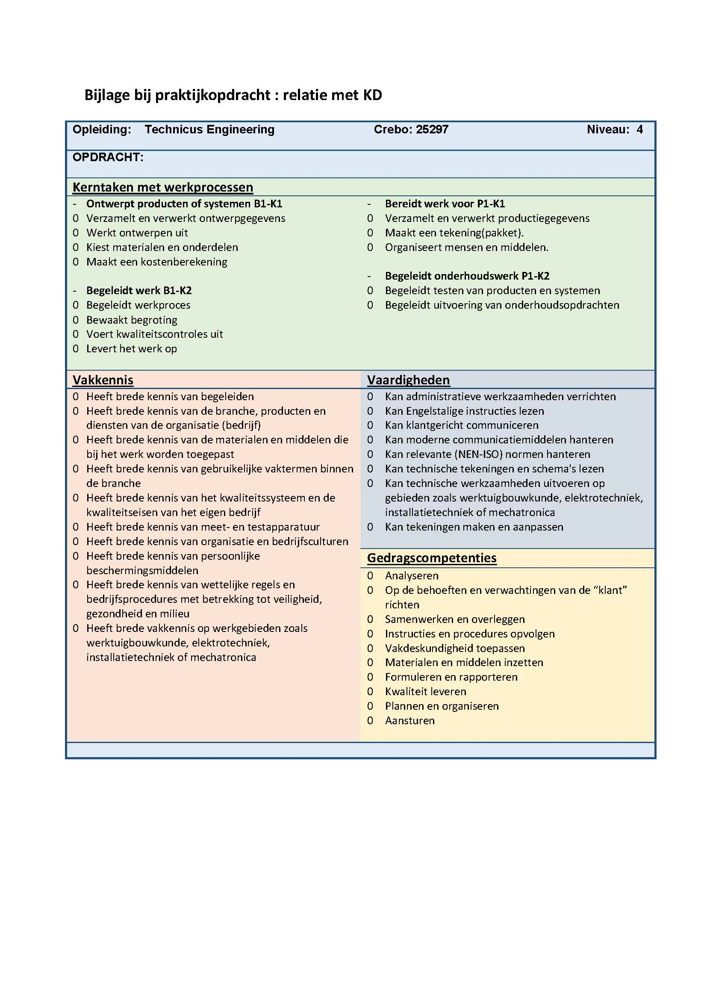 Bijlage bij praktijkopdracht : relatie met KD
Opleiding: Technicus Engineering Crebo: 25297 Niveau: 4
OPDRACHT:
Kerntaken met werkprocessen
- Ontwerpt producten of systemen B1-K1
0 Verzamelt en verwerkt ontwerpgegevens
0 Werkt ontwerpen uit
0 Kiest materialen en onderdelen
0 Maakt een kostenberekening
- Begeleidt werk B1-K2
0 Begeleidt werkproces
0 Bewaakt begroting
0 Voert kwaliteitscontroles uit
0 Levert het werk op
- Bereidt werk voor P1-K1
0 Verzamelt en verwerkt productiegegevens
0 Maakt een tekening(pakket).
0 Organiseert mensen en middelen.
- Begeleidt onderhoudswerk P1-K2
0 Begeleidt testen van producten en systemen
0 Begeleidt uitvoering van onderhoudsopdrachten
Vakkennis
0 Heeft brede kennis van begeleiden
0 Heeft brede kennis van de branche, producten en
diensten van de organisatie (bedrijf)
0 Heeft brede kennis van de materialen en middelen die
bij het werk worden toegepast
0 Heeft brede kennis van gebruikelijke vaktermen binnen
de branche
0 Heeft brede kennis van het kwaliteitssysteem en de
kwaliteitseisen van het eigen bedrijf
0 Heeft brede kennis van meet- en testapparatuur
0 Heeft brede kennis van organisatie en bedrijfsculturen
0 Heeft brede kennis van persoonlijke
beschermingsmiddelen
0 Heeft brede kennis van wettelijke regels en
bedrijfsprocedures met betrekking tot veiligheid,
gezondheid en milieu
0 Heeft brede vakkennis op werkgebieden zoals
werktuigbouwkunde, elektrotechniek,
installatietechniek of mechatronica
Vaardigheden
0 Kan administratieve werkzaamheden verrichten
0 Kan Engelstalige instructies lezen
0 Kan klantgericht communiceren
0 Kan moderne communicatiemiddelen hanteren
0 Kan relevante (NEN-ISO) normen hanteren
0 Kan technische tekeningen en schema's lezen
0 Kan technische werkzaamheden uitvoeren op
gebieden zoals werktuigbouwkunde, elektrotechniek,
installatietechniek of mechatronica
0 Kan tekeningen maken en aanpassen
Gedragscompetenties
0 Analyseren
0 Op de behoeften en verwachtingen van de “klant”
richten
0 Samenwerken en overleggen
0 Instructies en procedures opvolgen
0 Vakdeskundigheid toepassen
0 Materialen en middelen inzetten
0 Formuleren en rapporteren
0 Kwaliteit leveren
0 Plannen en organiseren
0 Aansturen